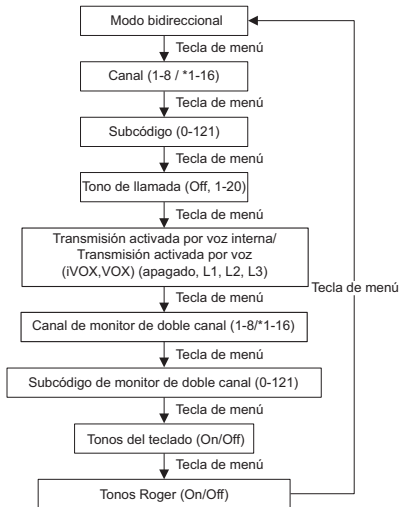 Modo bidireccional
Tecla de menú
Canal (1-8 / *1-16)
Tecla de menú
Subcódigo (0-121)
Tecla de menú
Tono de llamada (Off, 1-20)
Tecla de menú
Transmisión activada por voz interna/
Transmisión activada por voz
(iVOX,VOX) (apagado, L1, L2, L3)
Tecla de menú
Tecla de menú
Canal de monitor de doble canal (1-8/*1-16)
Tecla de menú
Subcódigo de monitor de doble canal (0-121)
Tecla de menú
Tonos del teclado (On/Off)
Tecla de menú
Tonos Roger (On/Off)